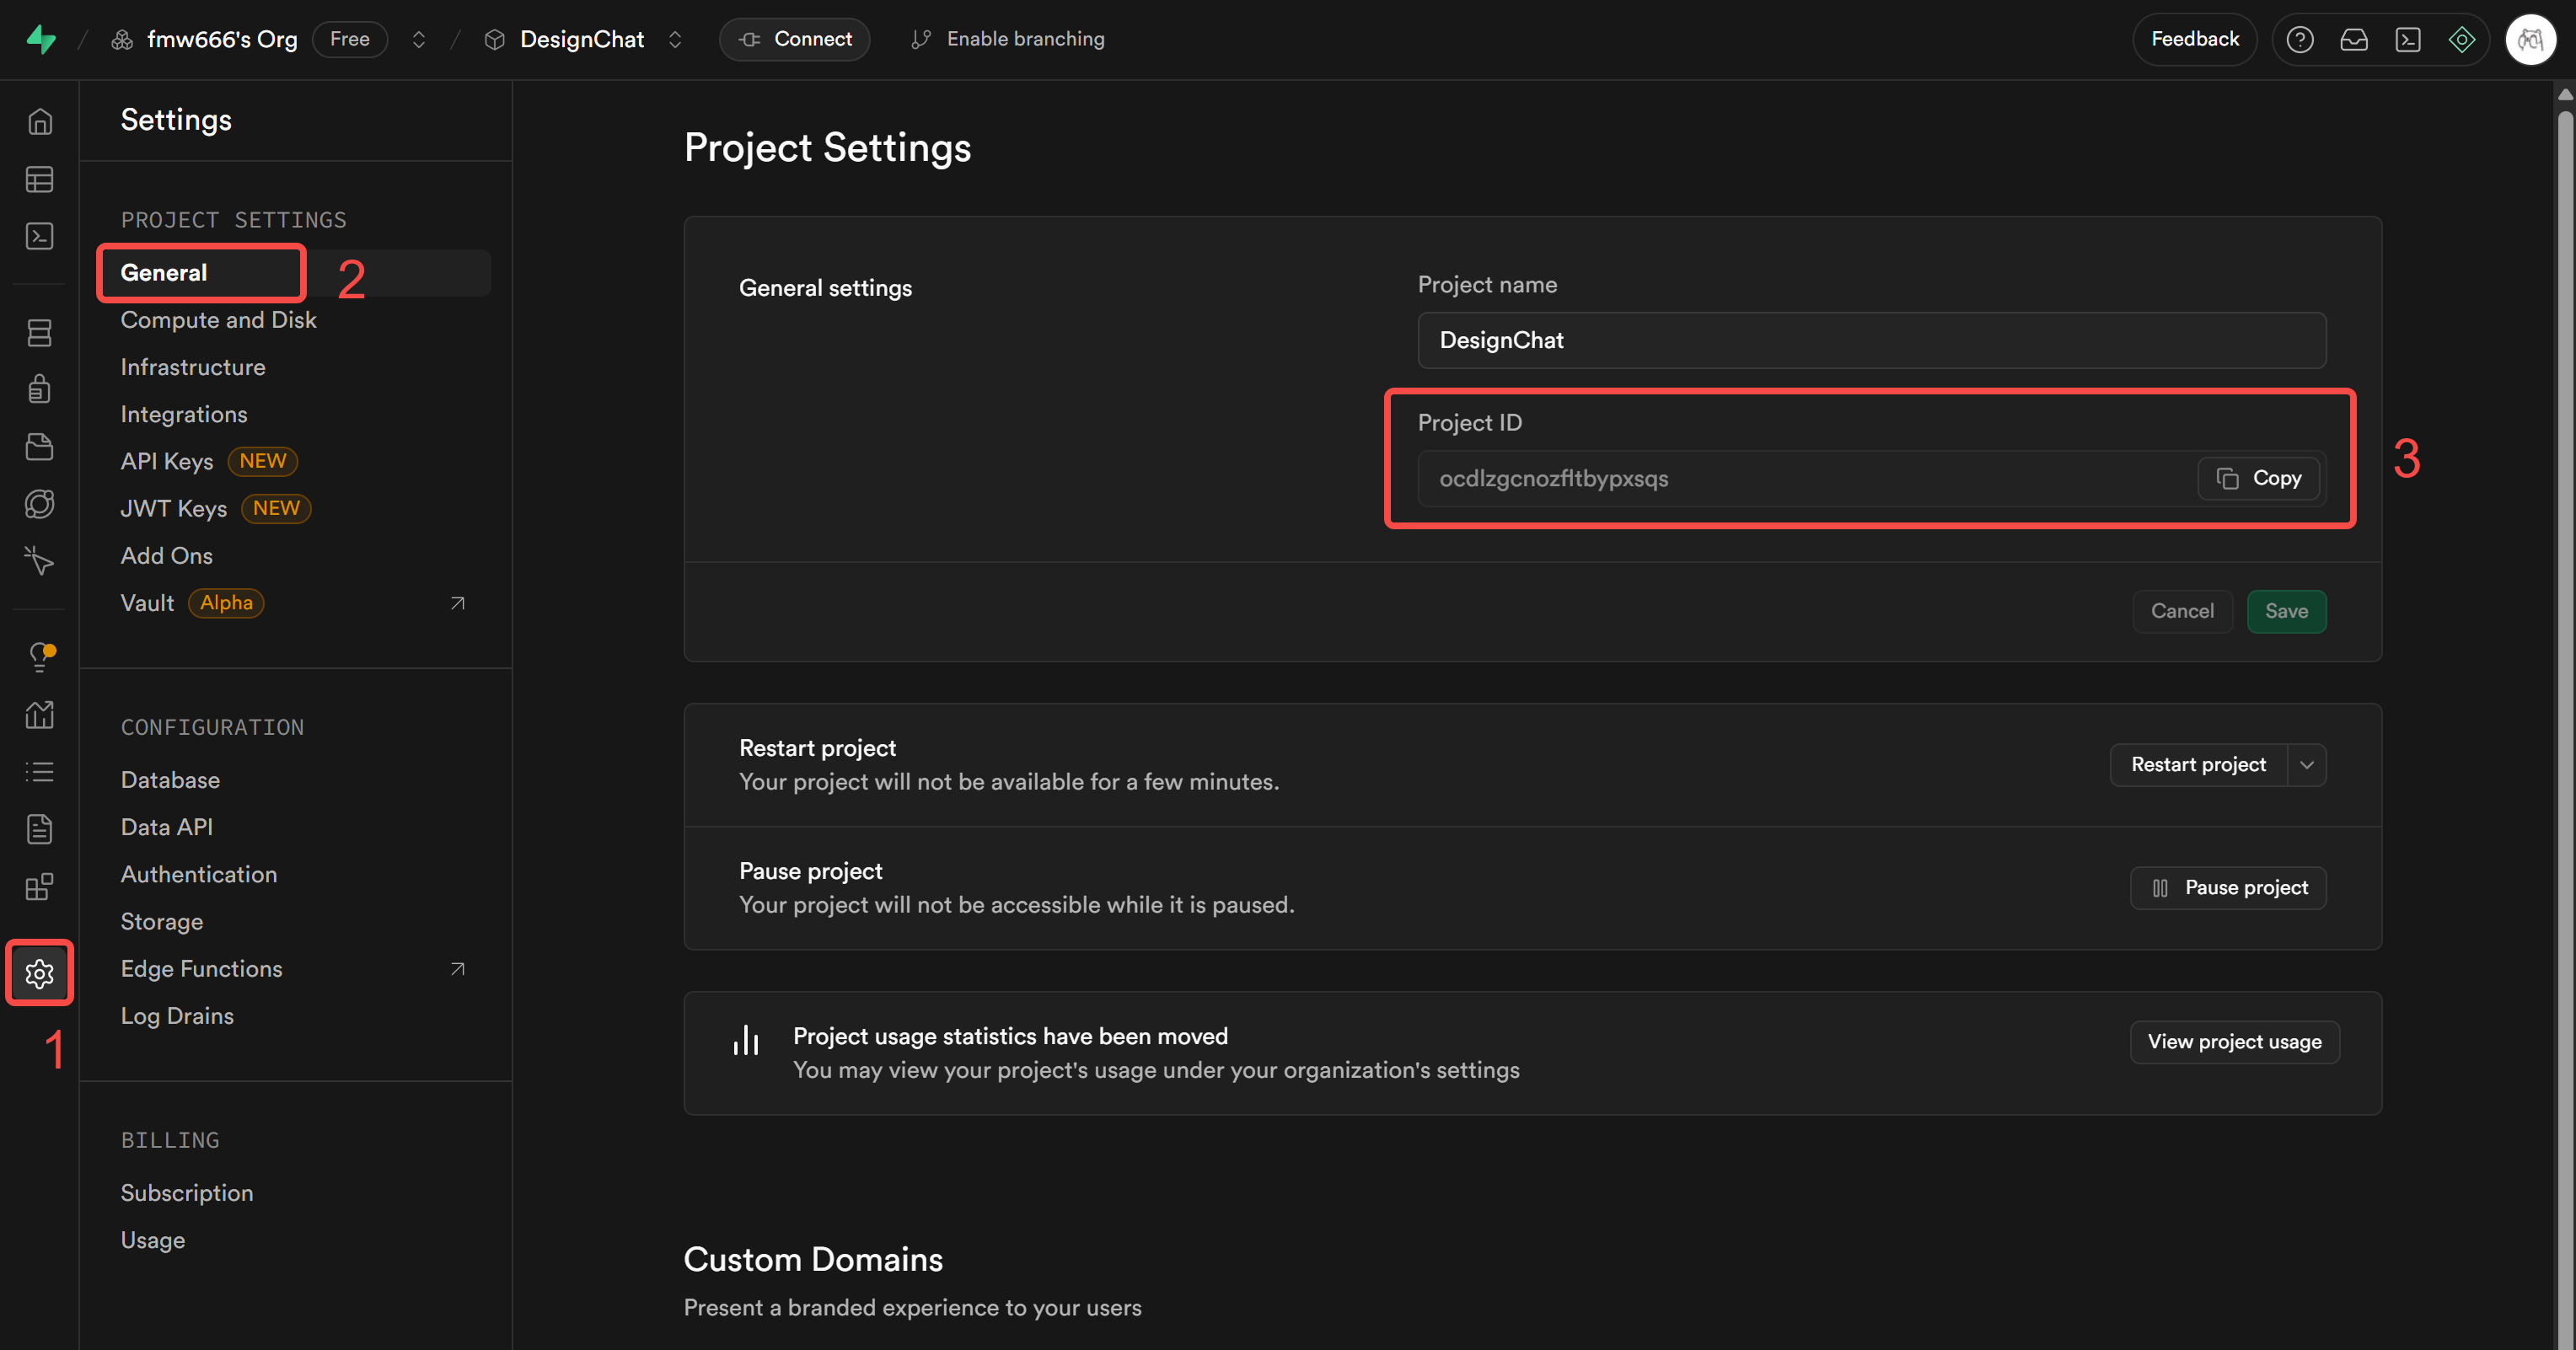 fmw666's Org Free DesignChat Connect Enable branching Feedback
Settings
PROJECT SETTINGS
General 2
Compute and Disk
Infrastructure
Integrations
API Keys NEW
JWT Keys NEW
Add Ons
Vault Alpha
CONFIGURATION
Database
Data API
Authentication
Storage
Edge Functions
Log Drains
1
BILLING
Subscription
Usage
Project Settings
General settings
Project name
DesignChat
Project ID
ocdlzgcnozfltbypxsqs Copy
3
Cancel Save
Restart project
Your project will not be available for a few minutes.
Restart project
Pause project
Your project will not be accessible while it is paused.
Pause project
Project usage statistics have been moved
You may view your project's usage under your organization's settings
View project usage
Custom Domains
Present a branded experience to your users